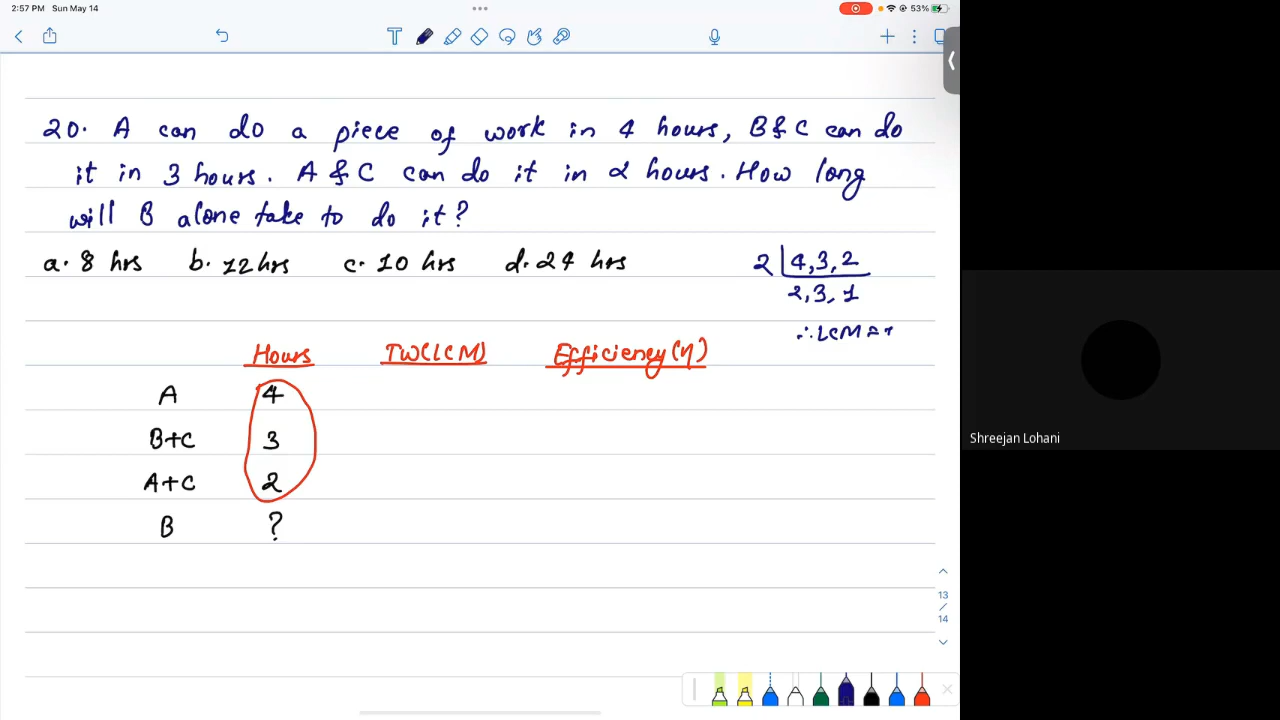 2:57 PM Sun May 14
53%
T
20. A can do a piece of work in 4 hours, B & C can do
it in 3 hours. A & C can do it in 2 hours. How long
will B alone take to do it?
a. 8 hrs b. 12 hrs c. 10 hrs d. 24 hrs
2 | 4, 3, 2
2, 3, 1
∴ LCM =
Hours TW(LCM) Efficiency(η)
A 4
B+C 3
A+C 2
B ?
13
/
14
Shreejan Lohani